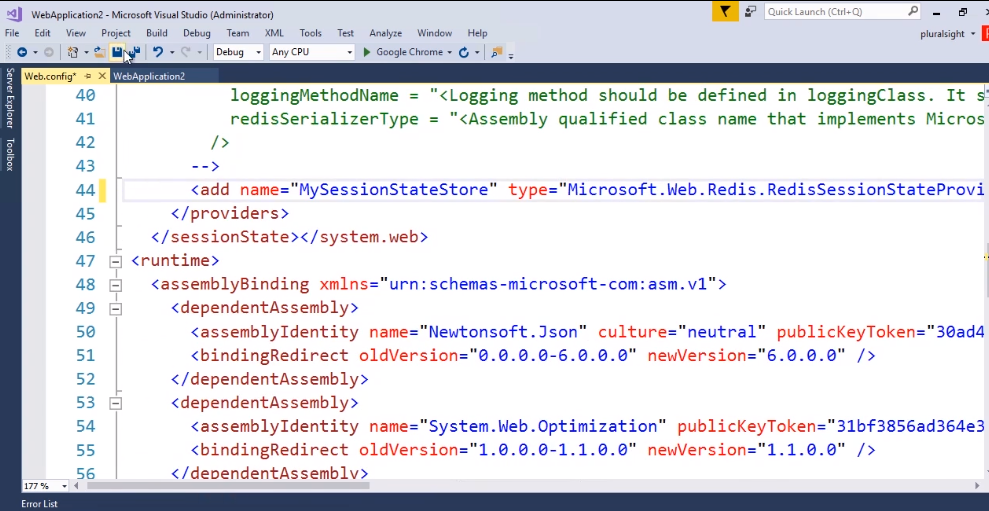 WebApplication2 - Microsoft Visual Studio (Administrator)
Quick Launch (Ctrl+Q)
File Edit View Project Build Debug Team XML Tools Test Analyze Window Help
pluralsight
Debug Any CPU Google Chrome
Server Explorer
Toolbox
Web.config* WebApplication2
40 loggingMethodName = "<Logging method should be defined in loggingClass. It s
41 redisSerializerType = "<Assembly qualified class name that implements Micros
42 />
43 -->
44 <add name="MySessionStateStore" type="Microsoft.Web.Redis.RedisSessionStateProvi
45 </providers>
46 </sessionState></system.web>
47 <runtime>
48 <assemblyBinding xmlns="urn:schemas-microsoft-com:asm.v1">
49 <dependentAssembly>
50 <assemblyIdentity name="Newtonsoft.Json" culture="neutral" publicKeyToken="30ad4
51 <bindingRedirect oldVersion="0.0.0.0-6.0.0.0" newVersion="6.0.0.0" />
52 </dependentAssembly>
53 <dependentAssembly>
54 <assemblyIdentity name="System.Web.Optimization" publicKeyToken="31bf3856ad364e3
55 <bindingRedirect oldVersion="1.0.0.0-1.1.0.0" newVersion="1.1.0.0" />
56 </dependentAssembly>
177 %
Error List